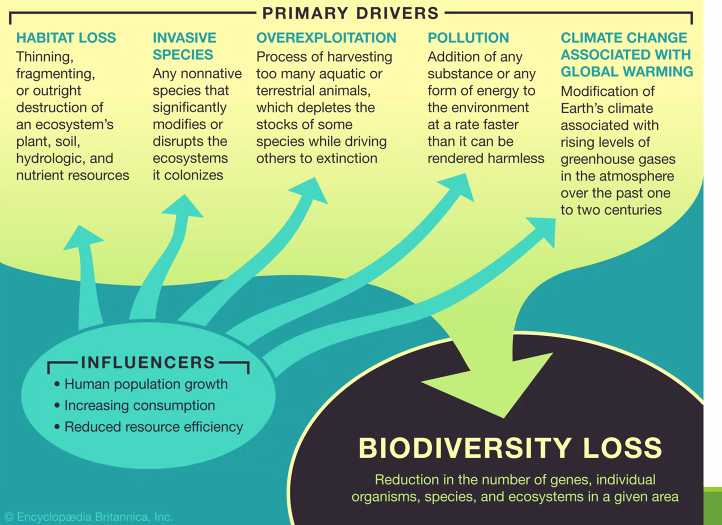 PRIMARY DRIVERS
HABITAT LOSS
Thinning,
fragmenting,
or outright
destruction of
an ecosystem's
plant, soil,
hydrologic, and
nutrient resources
INVASIVE
SPECIES
Any nonnative
species that
significantly
modifies or
disrupts the
ecosystems
it colonizes
OVEREXPLOITATION
Process of harvesting
too many aquatic or
terrestrial animals,
which depletes the
stocks of some
species while driving
others to extinction
POLLUTION
Addition of any
substance or any
form of energy to
the environment
at a rate faster
than it can be
rendered harmless
CLIMATE CHANGE
ASSOCIATED WITH
GLOBAL WARMING
Modification of
Earth's climate
associated with
rising levels of
greenhouse gases
in the atmosphere
over the past one
to two centuries
INFLUENCERS
• Human population growth
• Increasing consumption
• Reduced resource efficiency
BIODIVERSITY LOSS
Reduction in the number of genes, individual
organisms, species, and ecosystems in a given area
© Encyclopædia Britannica, Inc.